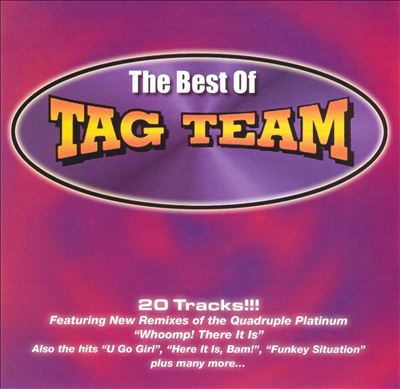 The Best Of
TAG TEAM
20 Tracks!!!
Featuring New Remixes of the Quadruple Platinum
"Whoomp! There It Is"
Also the hits "U Go Girl", "Here It Is, Bam!", "Funkey Situation"
plus many more...